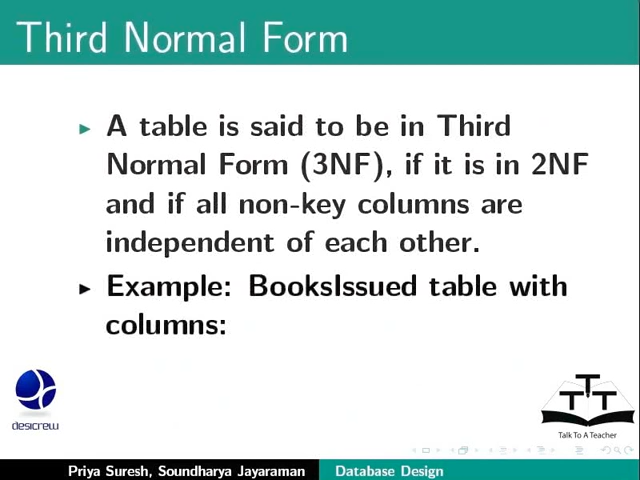 Third Normal Form
A table is said to be in Third
Normal Form (3NF), if it is in 2NF
and if all non-key columns are
independent of each other.
Example: BooksIssued table with
columns:
desicrew
TTT
Talk To A Teacher
Priya Suresh, Soundharya Jayaraman Database Design